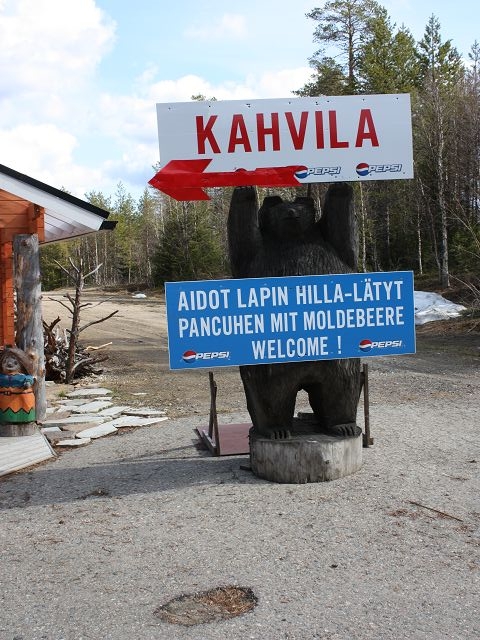 KAHVILA
PEPSI PEPSI
AIDOT LAPIN HILLA-LÄTYT
PANCUHEN MIT MOLDEBEERE
PEPSI WELCOME ! PEPSI